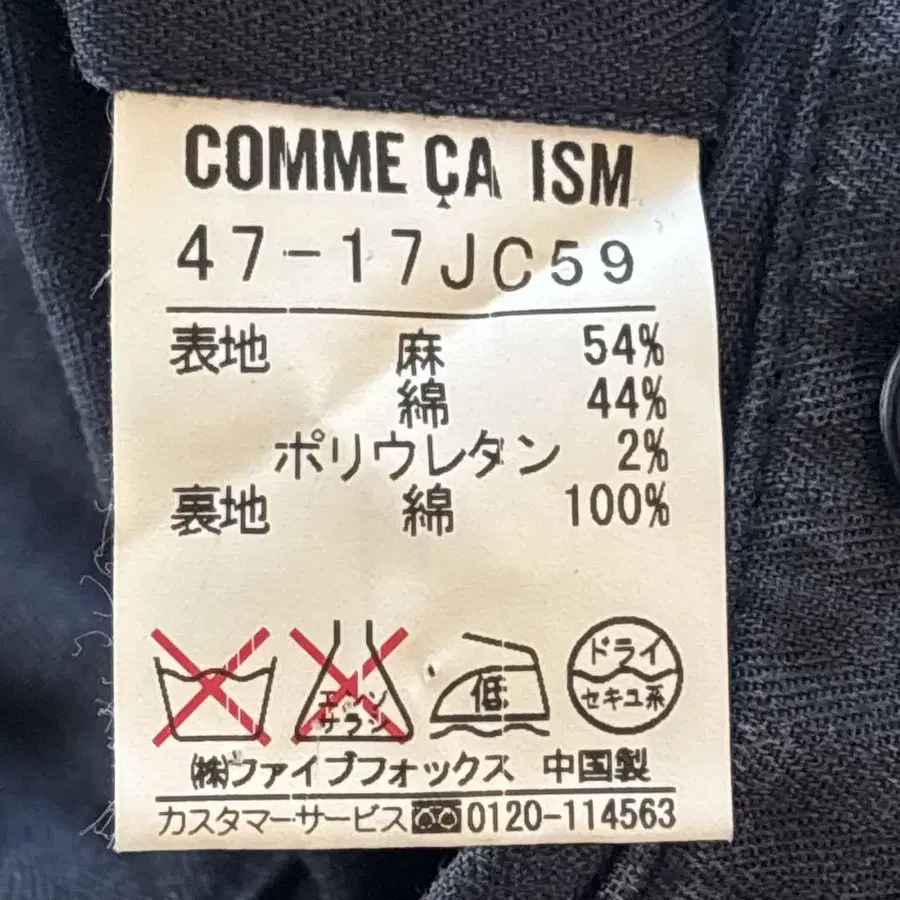 COMME ÇA ISM
47-17JC59
表地 麻 54%
綿 44%
ポリウレタン 2%
裏地 綿 100%
エンソ
サラシ
低
ドライ
セキユ系
㈱ファイブフォックス 中国製
カスタマーサービス 0120-114563